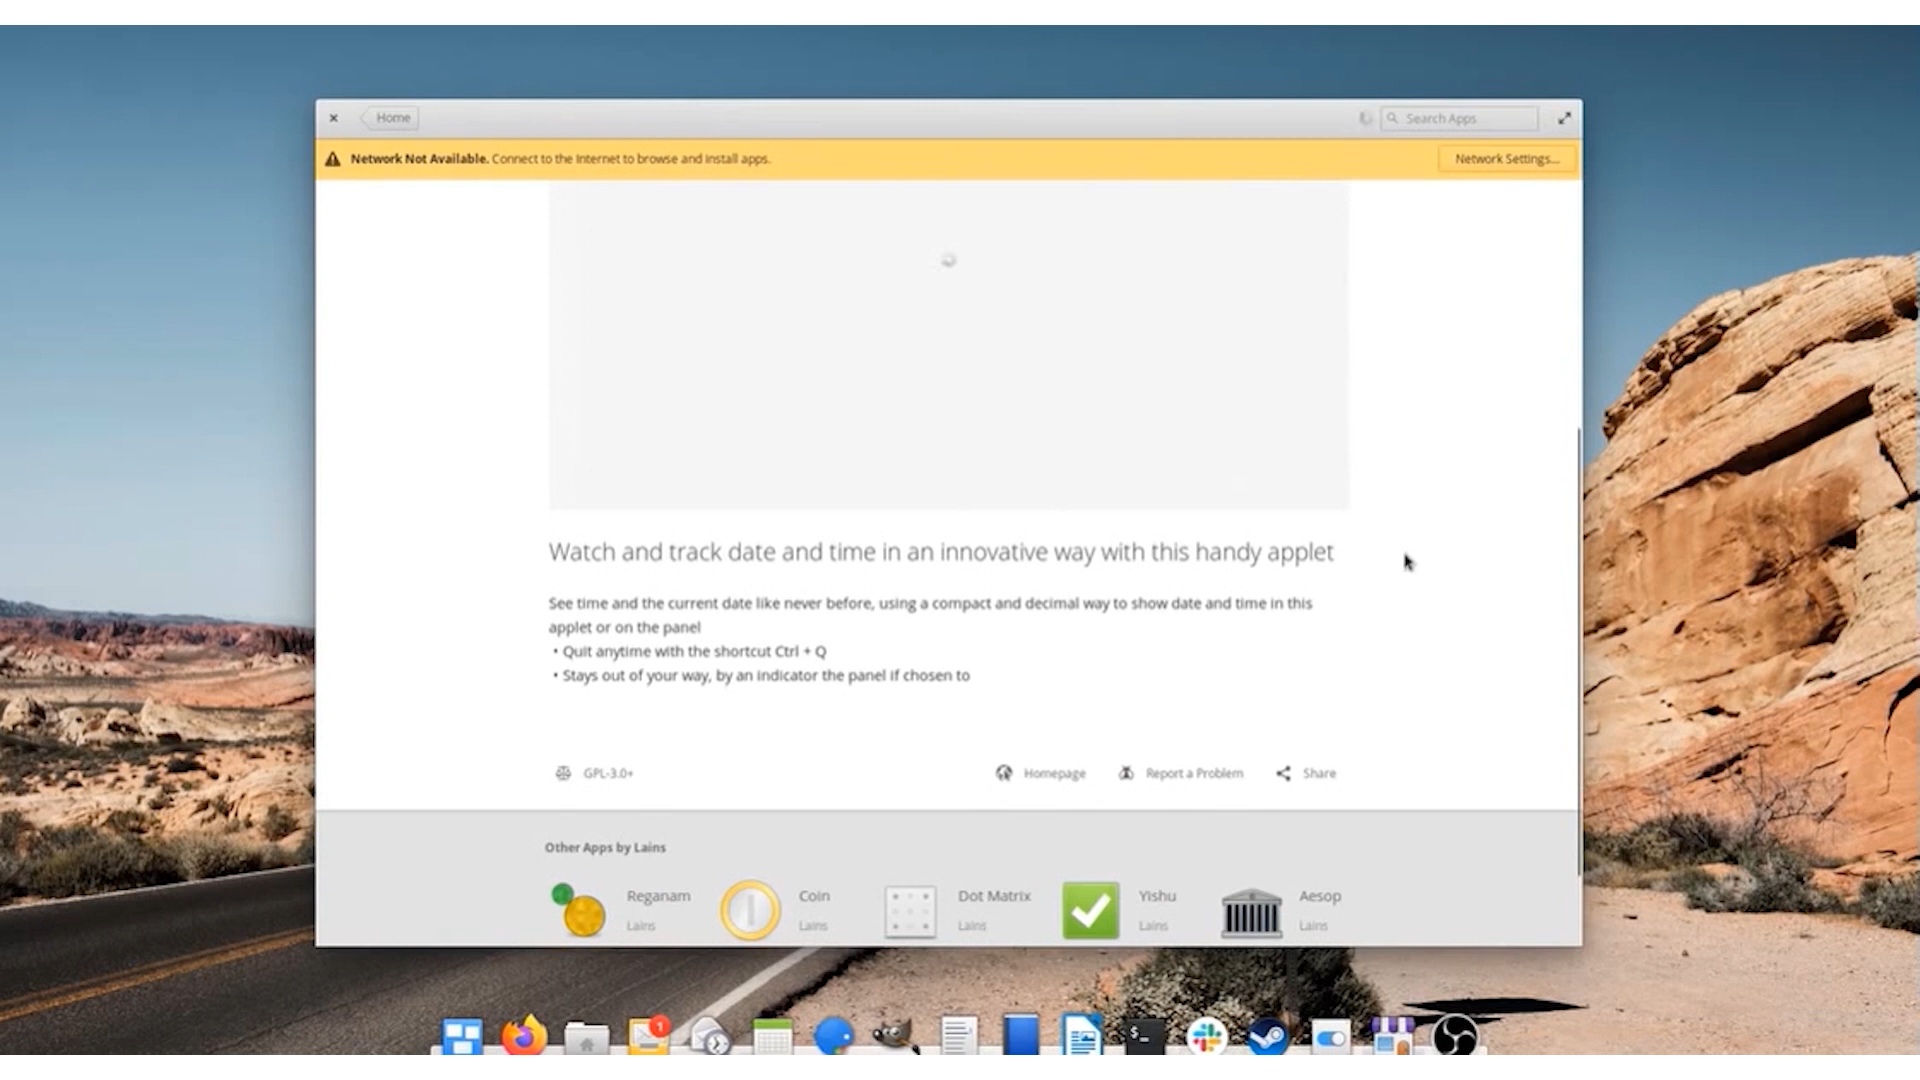 Home
Search Apps
Network Not Available. Connect to the Internet to browse and install apps.
Network Settings...
Watch and track date and time in an innovative way with this handy applet
See time and the current date like never before, using a compact and decimal way to show date and time in this
applet or on the panel
• Quit anytime with the shortcut Ctrl + Q
• Stays out of your way, by an indicator the panel if chosen to
GPL-3.0+
Homepage
Report a Problem
Share
Other Apps by Lains
Reganam
Lains
Coin
Lains
Dot Matrix
Lains
Yishu
Lains
Aesop
Lains
1
$_